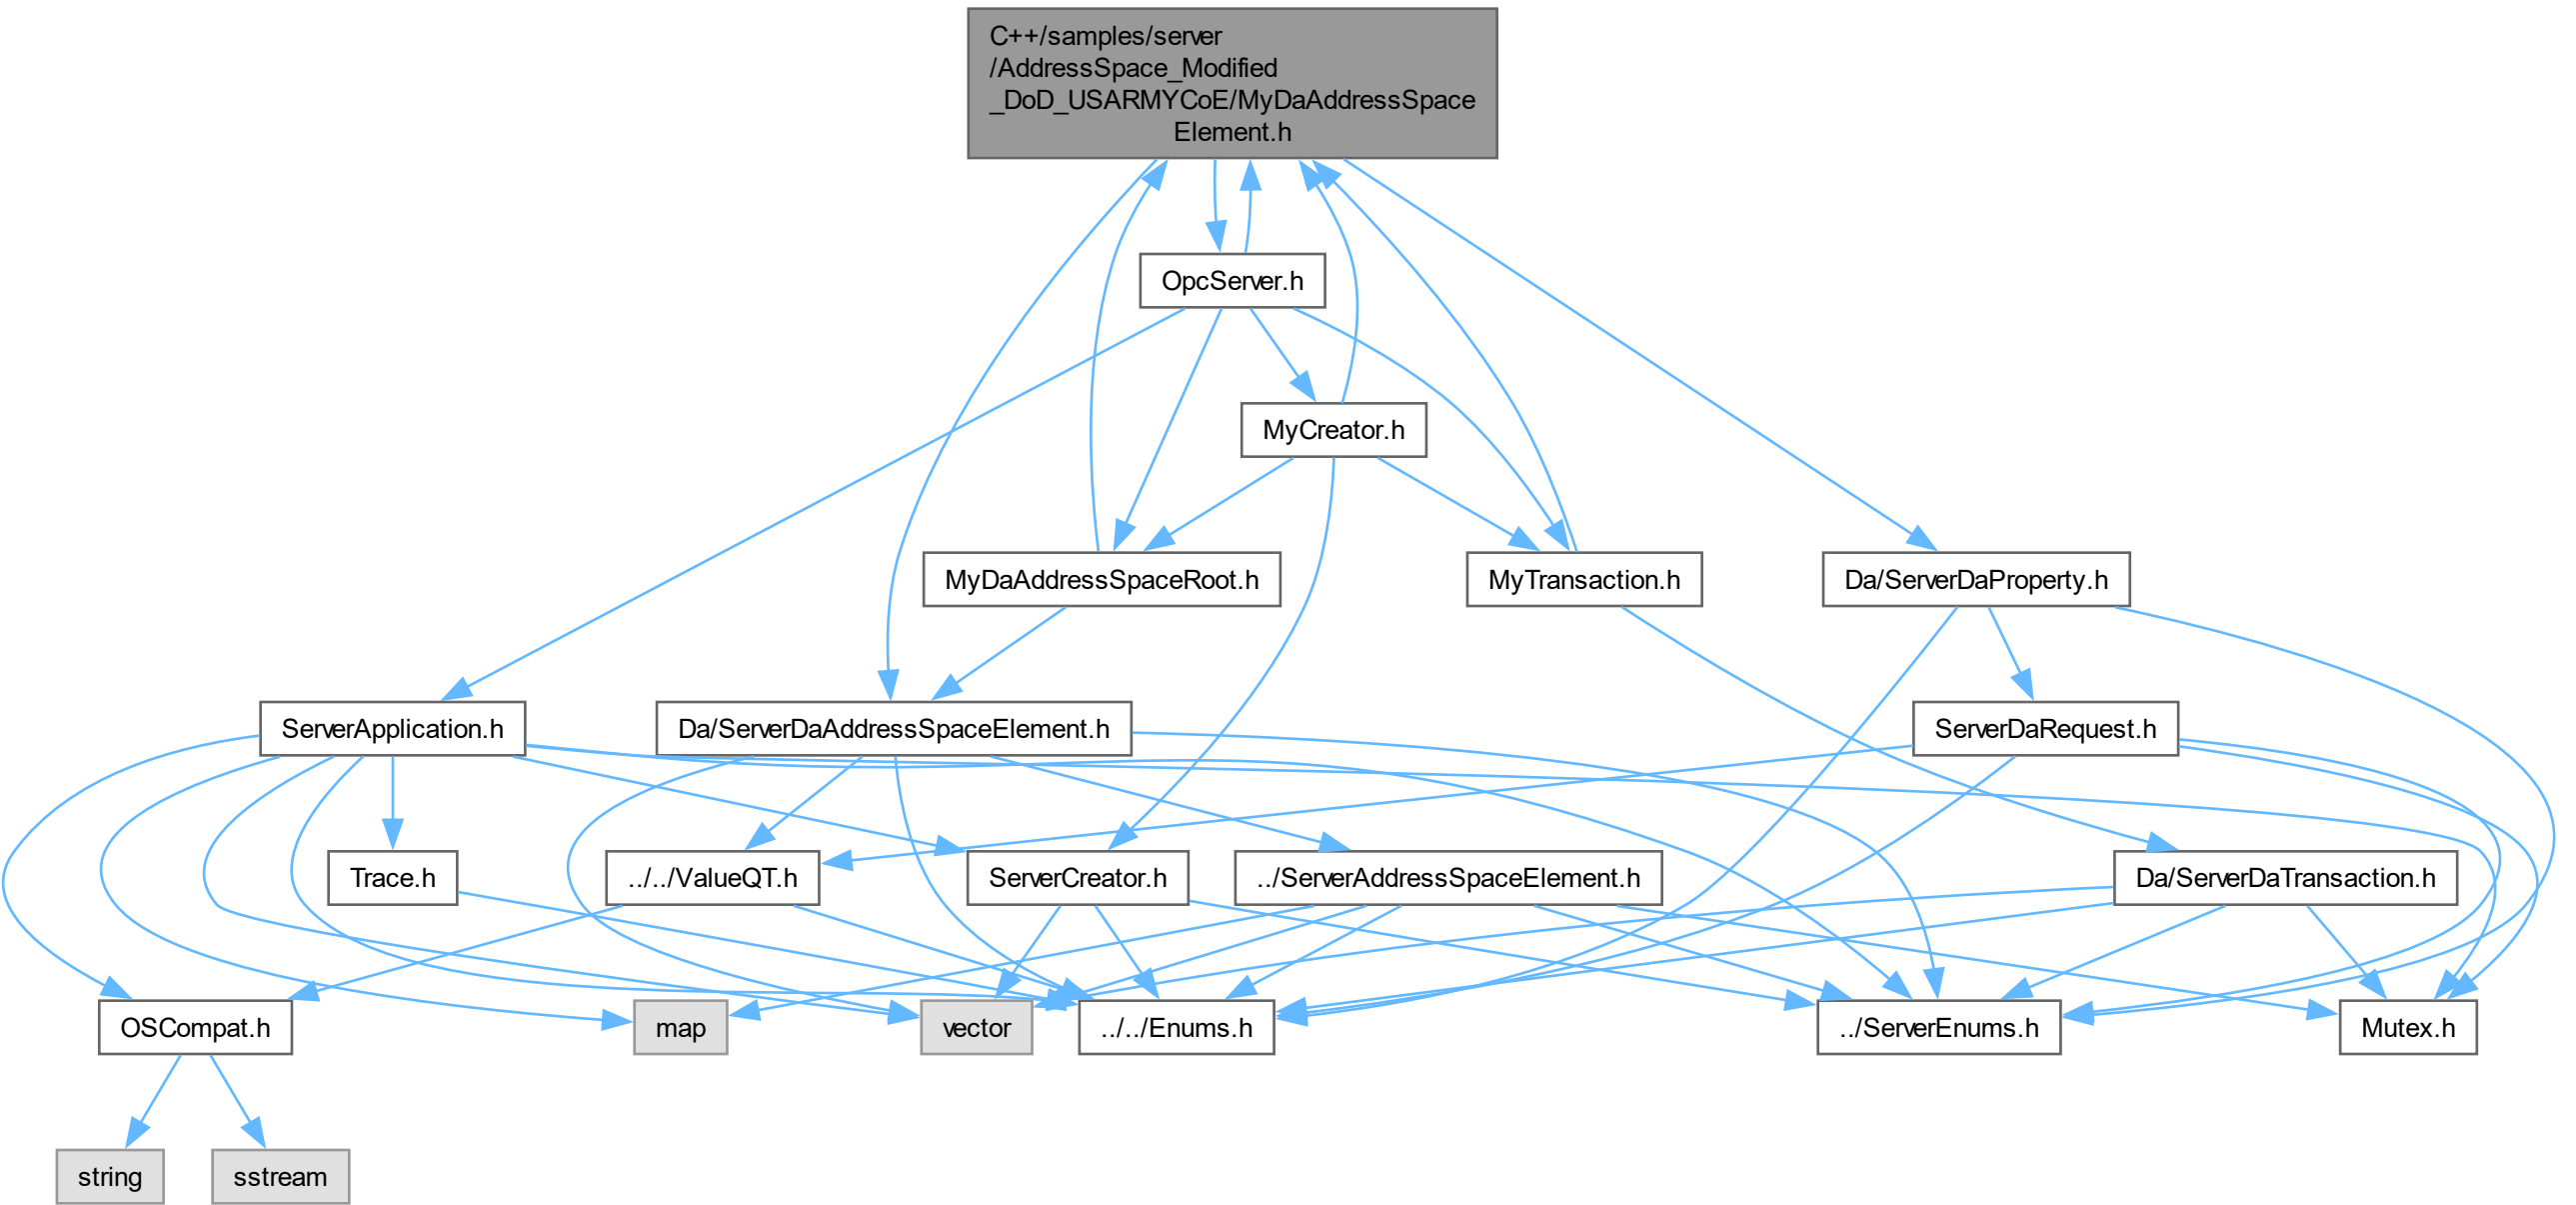 C++/samples/server
/AddressSpace_Modified
_DoD_USARMYCoE/MyDaAddressSpace
Element.h
OpcServer.h
MyCreator.h
MyDaAddressSpaceRoot.h
MyTransaction.h
Da/ServerDaProperty.h
ServerApplication.h
Da/ServerDaAddressSpaceElement.h
ServerDaRequest.h
Trace.h
../../ValueQT.h
ServerCreator.h
../ServerAddressSpaceElement.h
Da/ServerDaTransaction.h
OSCompat.h
map
vector
../../Enums.h
../ServerEnums.h
Mutex.h
string
sstream